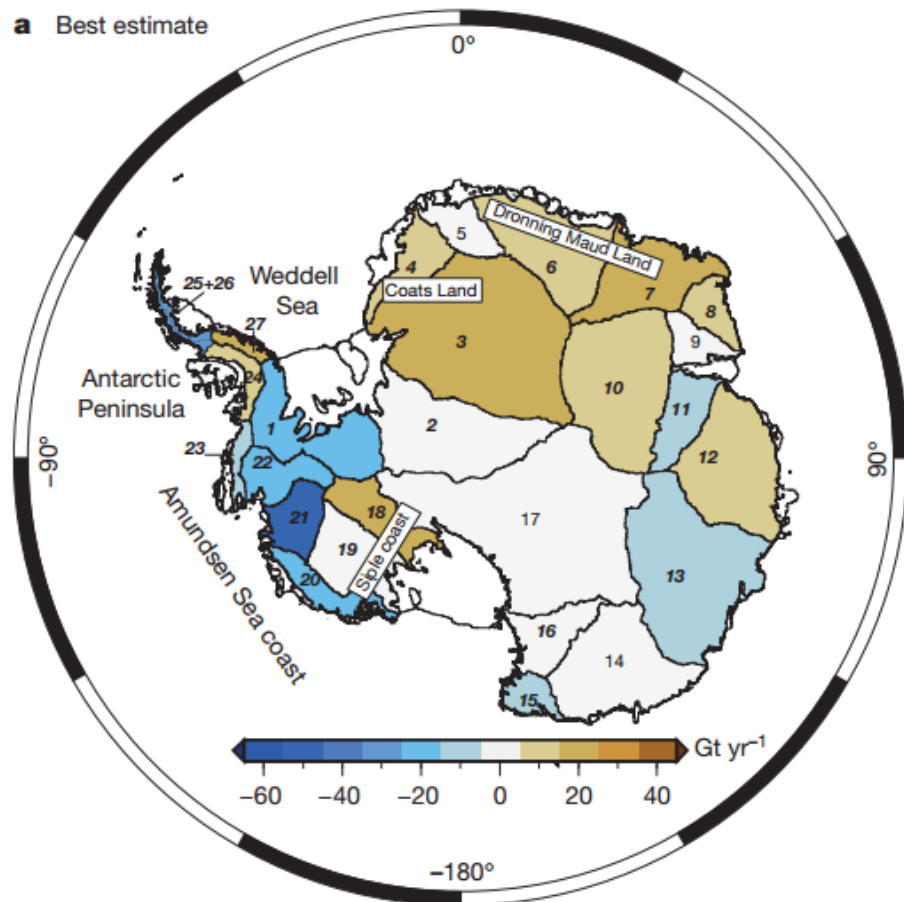 a Best estimate
0°
5
Dronning Maud Land
4
6
Weddell
Sea
25+26
Coats Land
7
8
27
3
9
Antarctic
Peninsula
24
10
11
1
2
–90°
23
22
12
90°
21
18
17
19
Siple coast
13
20
Amundsen Sea coast
16
14
15
Gt yr⁻¹
–60 –40 –20 0 20 40
–180°